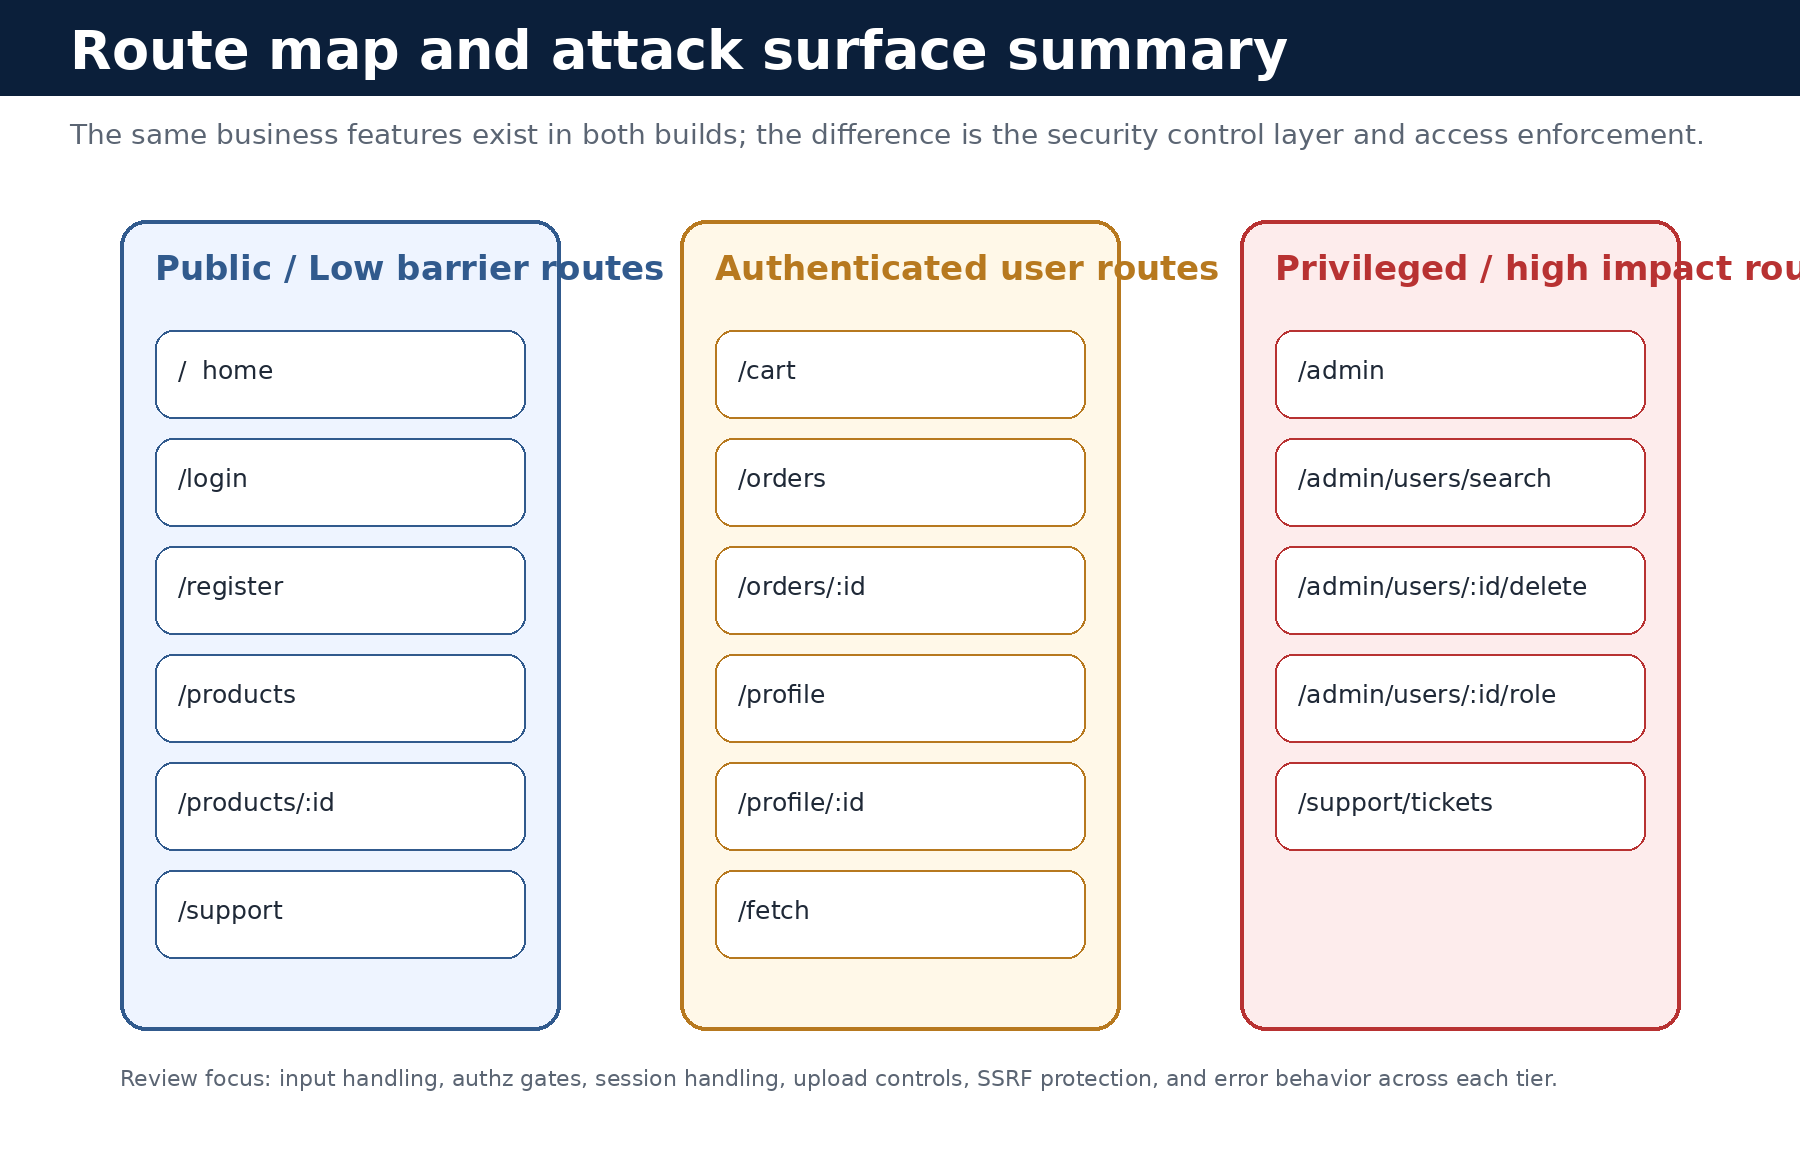 Route map and attack surface summary
The same business features exist in both builds; the difference is the security control layer and access enforcement.
Public / Low barrier routes
/  home
/login
/register
/products
/products/:id
/support
Authenticated user routes
/cart
/orders
/orders/:id
/profile
/profile/:id
/fetch
Privileged / high impact rou
/admin
/admin/users/search
/admin/users/:id/delete
/admin/users/:id/role
/support/tickets
Review focus: input handling, authz gates, session handling, upload controls, SSRF protection, and error behavior across each tier.